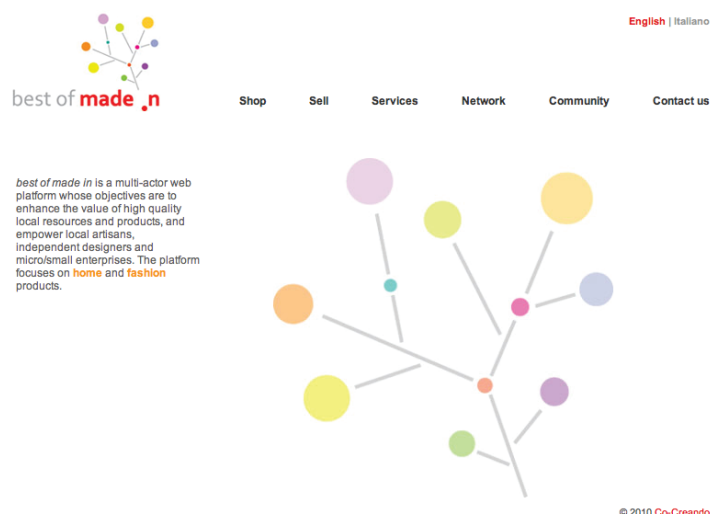 English | Italiano
best of made in
Shop Sell Services Network Community Contact us
best of made in is a multi-actor web
platform whose objectives are to
enhance the value of high quality
local resources and products, and
empower local artisans,
independent designers and
micro/small enterprises. The platform
focuses on home and fashion
products.
© 2010 Co-Creando